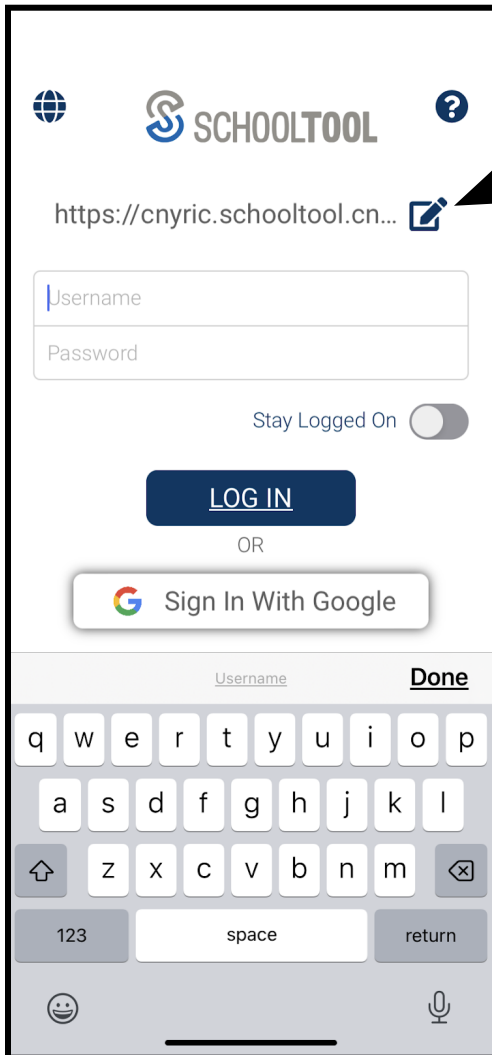 SCHOOLTOOL
https://cnyric.schooltool.cn...
Username
Password
Stay Logged On
LOG IN
OR
Sign In With Google
Username
Done
q w e r t y u i o p
a s d f g h j k l
z x c v b n m
123 space return